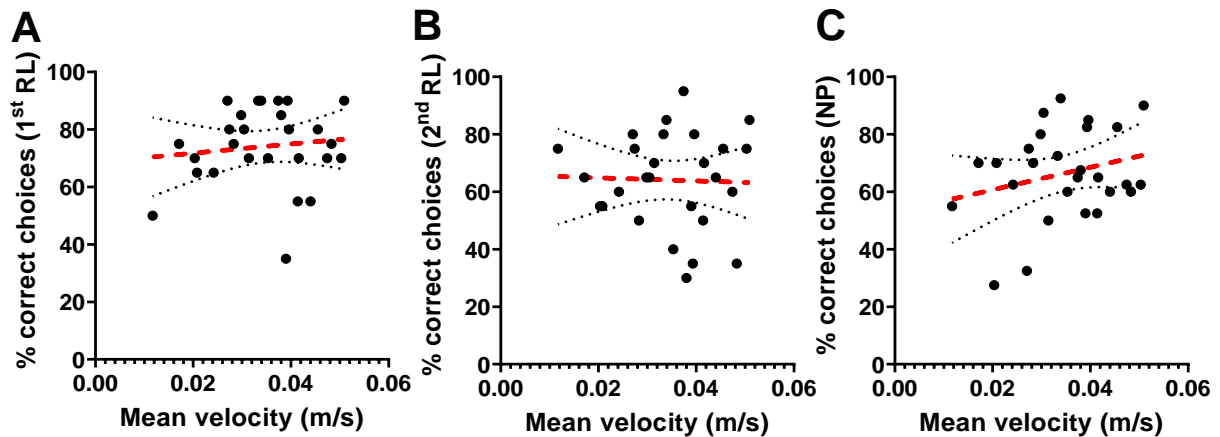 A
% correct choices (1st RL)
100
80
60
40
20
0
0.00 0.02 0.04 0.06
Mean velocity (m/s)
B
% correct choices (2nd RL)
100
80
60
40
20
0
0.00 0.02 0.04 0.06
Mean velocity (m/s)
C
% correct choices (NP)
100
80
60
40
20
0
0.00 0.02 0.04 0.06
Mean velocity (m/s)